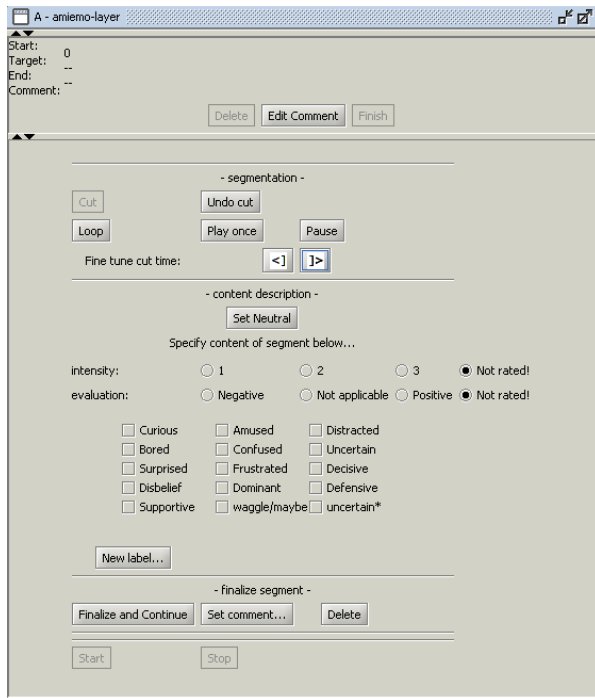 A - amiemo-layer
Start: 0
Target: --
End: --
Comment:
Delete Edit Comment Finish
- segmentation -
Cut Undo cut
Loop Play once Pause
Fine tune cut time: <] ]>
- content description -
Set Neutral
Specify content of segment below...
intensity: 1 2 3 Not rated!
evaluation: Negative Not applicable Positive Not rated!
Curious Amused Distracted
Bored Confused Uncertain
Surprised Frustrated Decisive
Disbelief Dominant Defensive
Supportive waggle/maybe uncertain*
New label...
- finalize segment -
Finalize and Continue Set comment... Delete
Start Stop